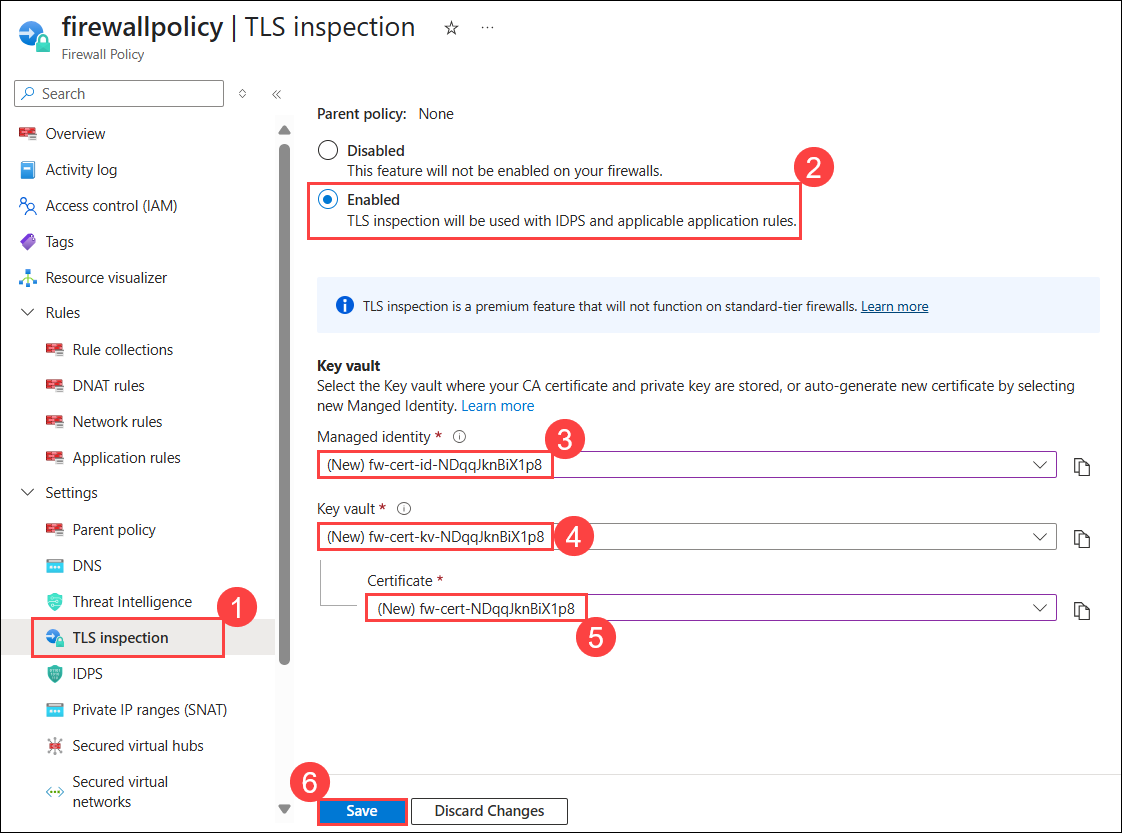 firewallpolicy | TLS inspection
Firewall Policy
Search
Overview
Activity log
Access control (IAM)
Tags
Resource visualizer
Rules
Rule collections
DNAT rules
Network rules
Application rules
Settings
Parent policy
DNS
Threat Intelligence
1
TLS inspection
IDPS
Private IP ranges (SNAT)
Secured virtual hubs
Secured virtual
networks
Parent policy: None
Disabled
This feature will not be enabled on your firewalls.
2
Enabled
TLS inspection will be used with IDPS and applicable application rules.
TLS inspection is a premium feature that will not function on standard-tier firewalls. Learn more
Key vault
Select the Key vault where your CA certificate and private key are stored, or auto-generate new certificate by selecting
new Manged Identity. Learn more
Managed identity *
3
(New) fw-cert-id-NDqqJknBiX1p8
Key vault *
(New) fw-cert-kv-NDqqJknBiX1p8
4
Certificate *
(New) fw-cert-NDqqJknBiX1p8
5
6
Save
Discard Changes